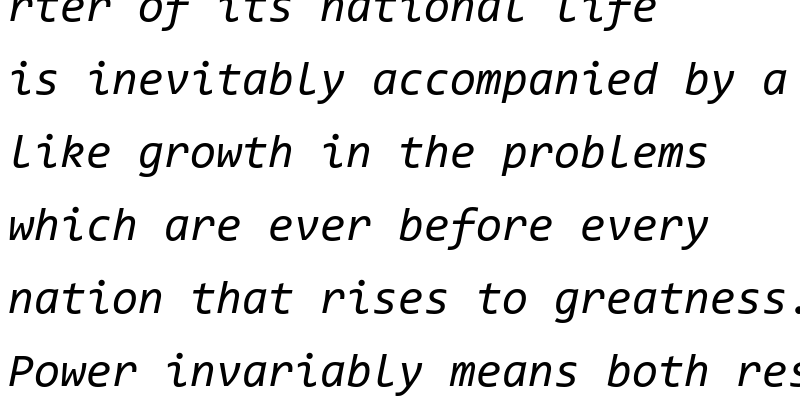 rter of its national life
is inevitably accompanied by a
like growth in the problems
which are ever before every
nation that rises to greatness.
Power invariably means both res